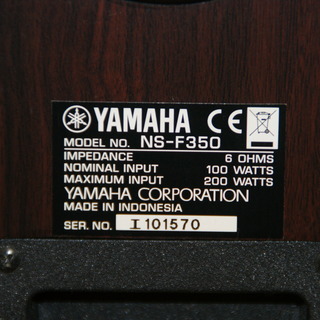 YAMAHA CE
MODEL NO. NS-F350
IMPEDANCE 6 OHMS
NOMINAL INPUT 100 WATTS
MAXIMUM INPUT 200 WATTS
YAMAHA CORPORATION
MADE IN INDONESIA
SER. NO. I 101570